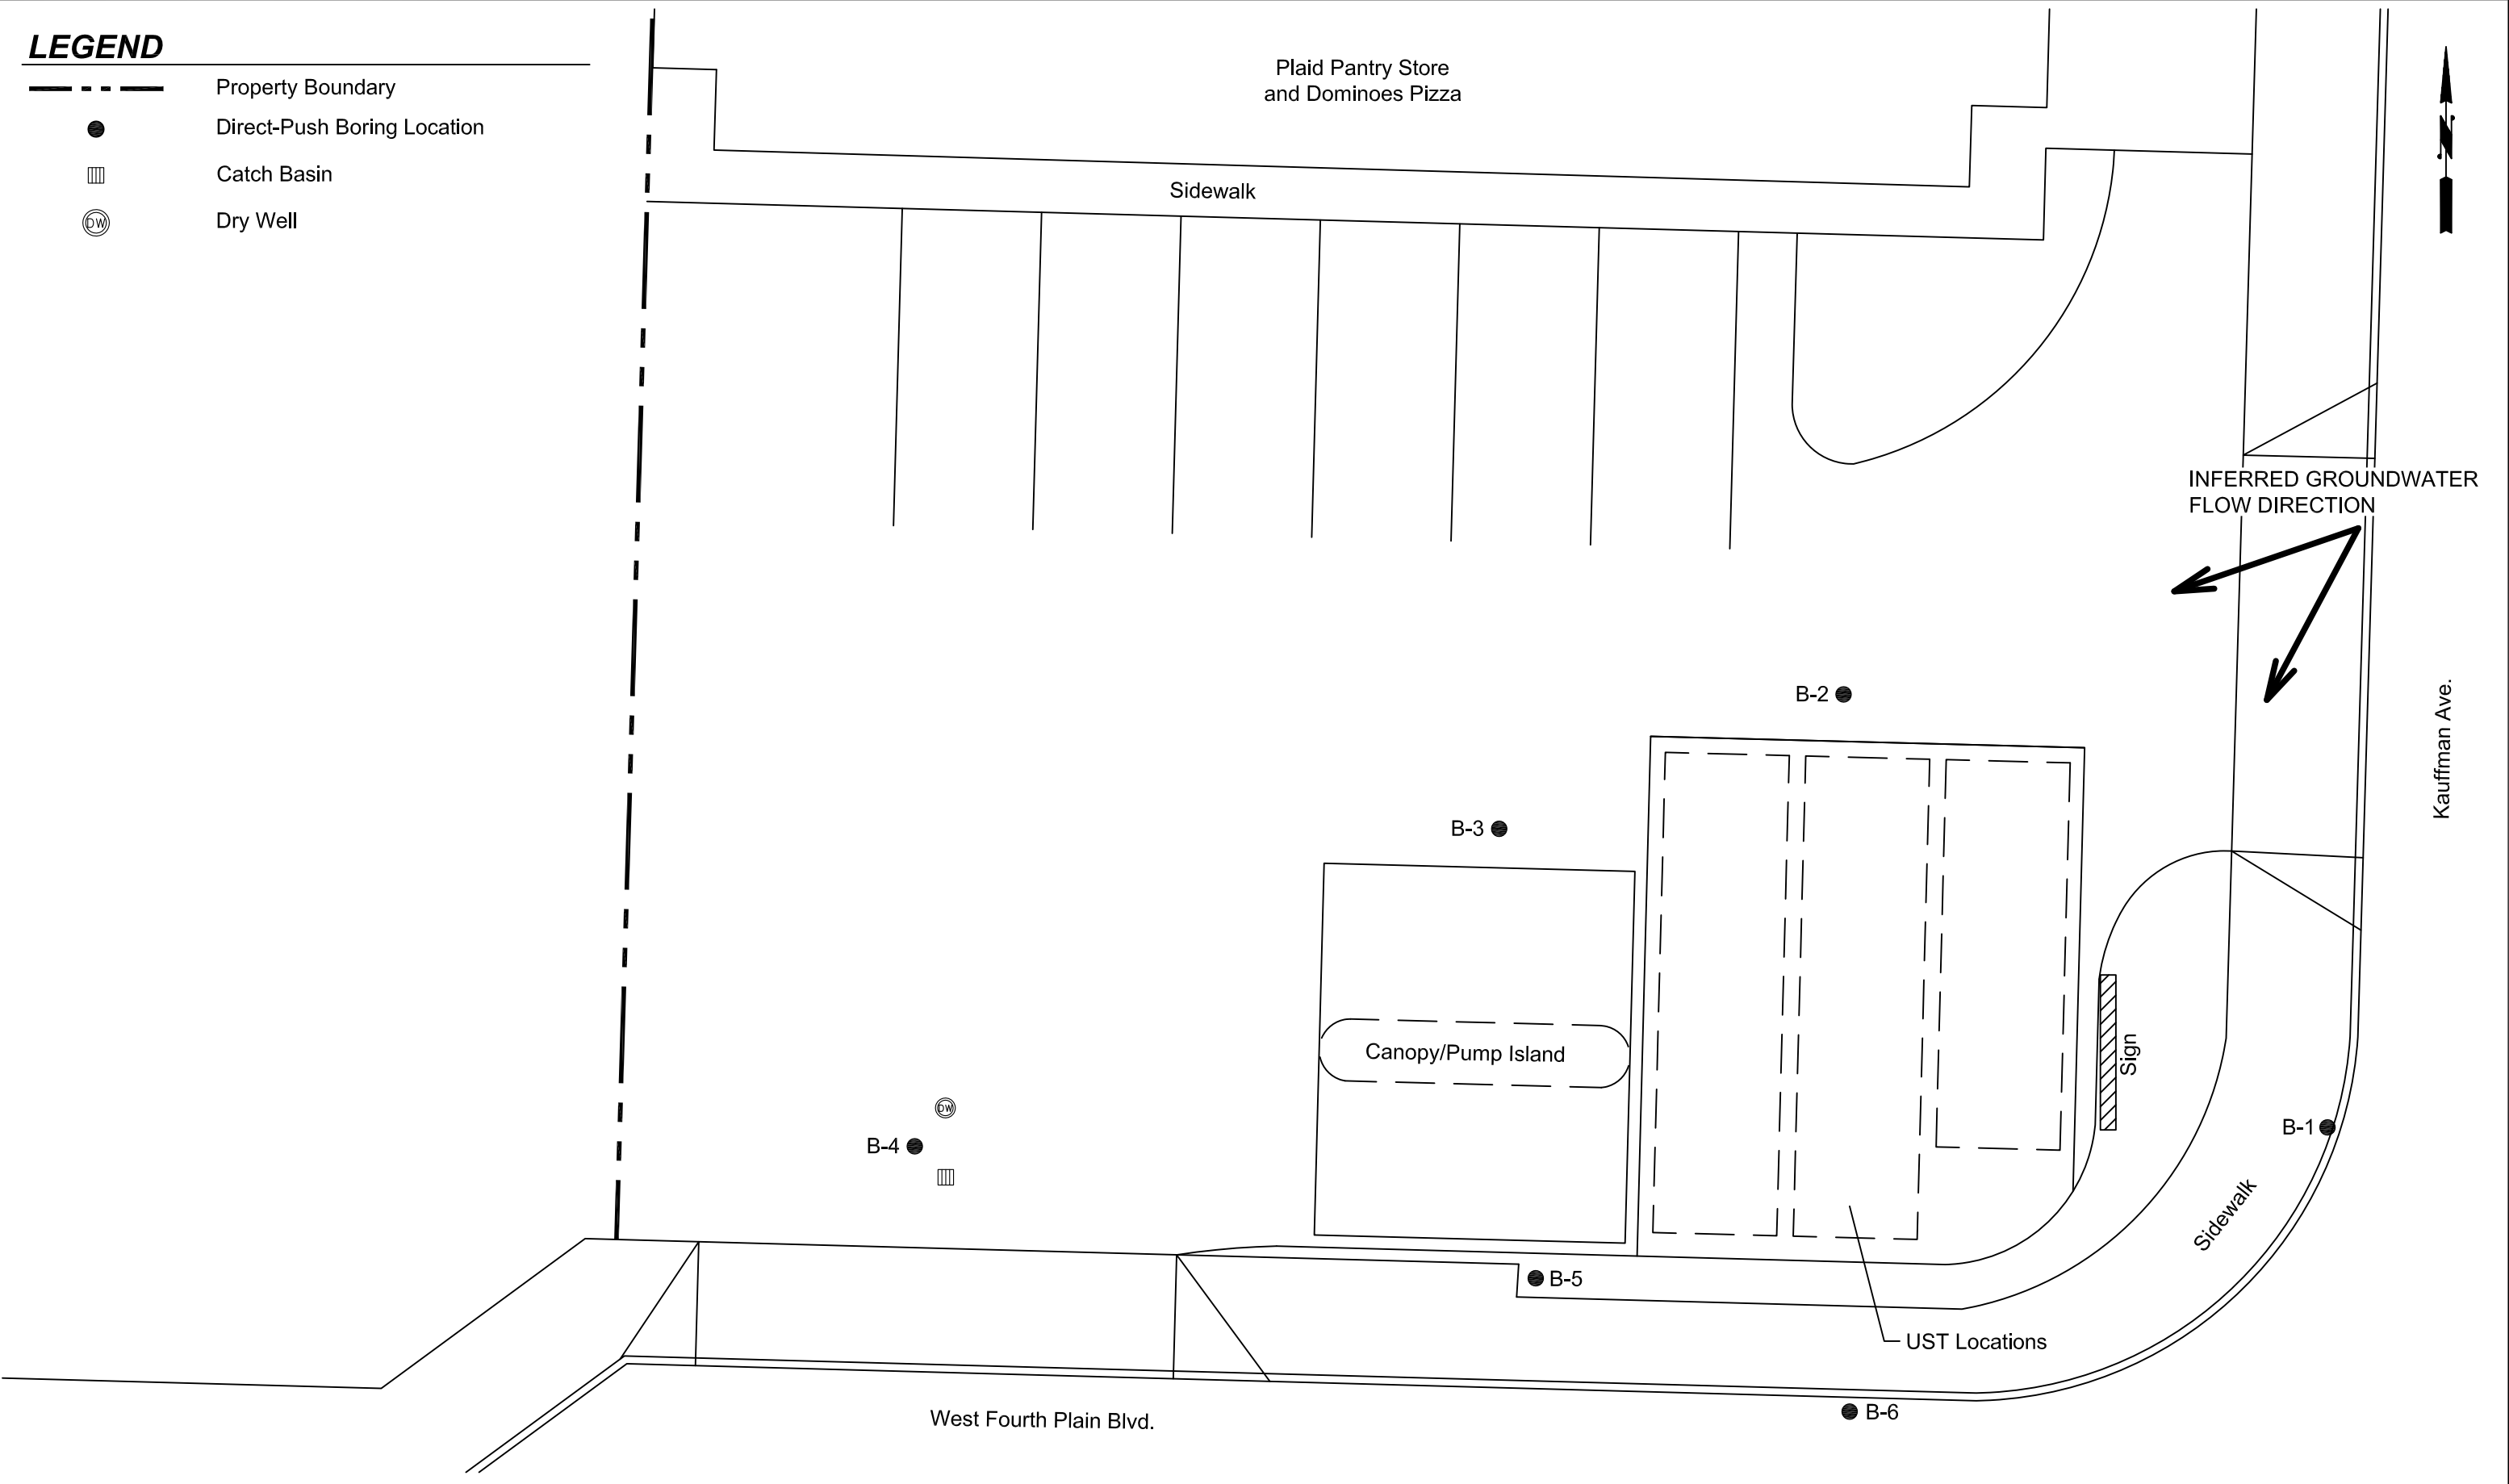 LEGEND
Property Boundary
Direct-Push Boring Location
Catch Basin
DW Dry Well
Plaid Pantry Store
and Dominoes Pizza
N
Sidewalk
INFERRED GROUNDWATER
FLOW DIRECTION
Kauffman Ave.
B-2
B-3
Canopy/Pump Island
Sign
DW
B-4
B-1
Sidewalk
B-5
UST Locations
B-6
West Fourth Plain Blvd.